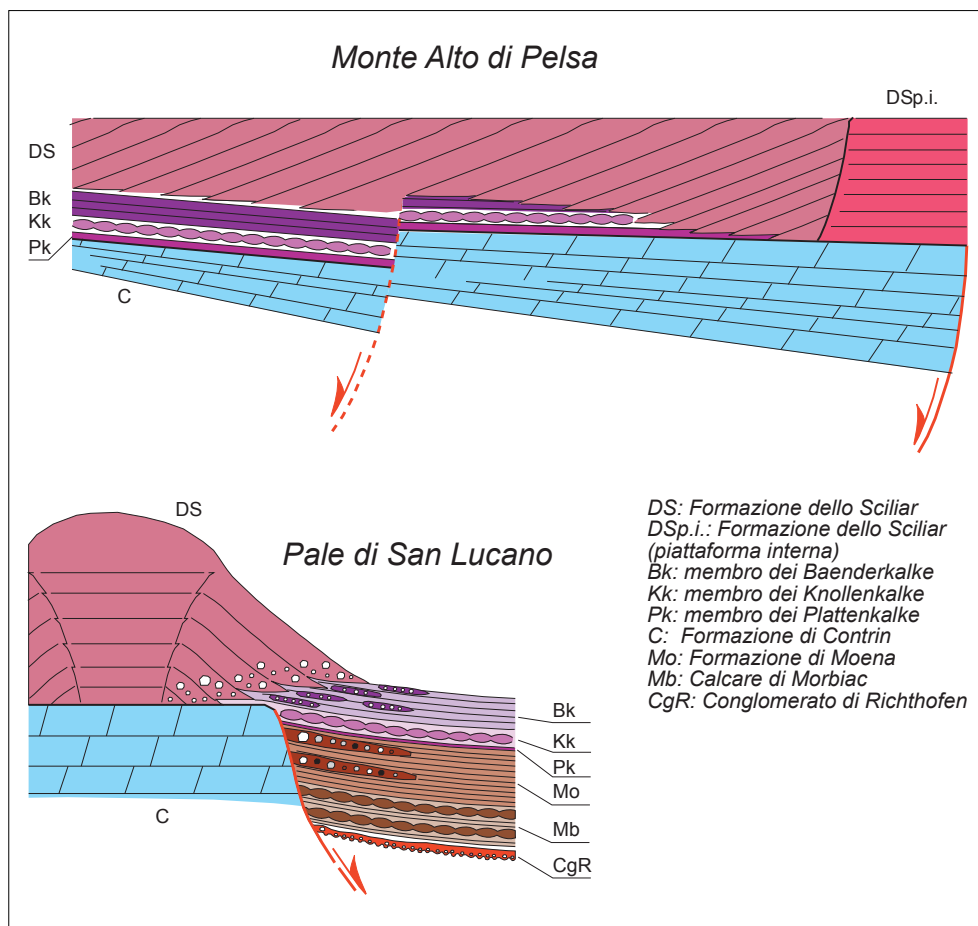 Monte Alto di Pelsa
DSp.i.
DS
Bk
Kk
Pk
C
DS
Pale di San Lucano
DS: Formazione dello Sciliar
DSp.i.: Formazione dello Sciliar
(piattaforma interna)
Bk: membro dei Baenderkalke
Kk: membro dei Knollenkalke
Pk: membro dei Plattenkalke
C: Formazione di Contrin
Mo: Formazione di Moena
Mb: Calcare di Morbiac
CgR: Conglomerato di Richthofen
Bk
Kk
Pk
Mo
C
Mb
CgR